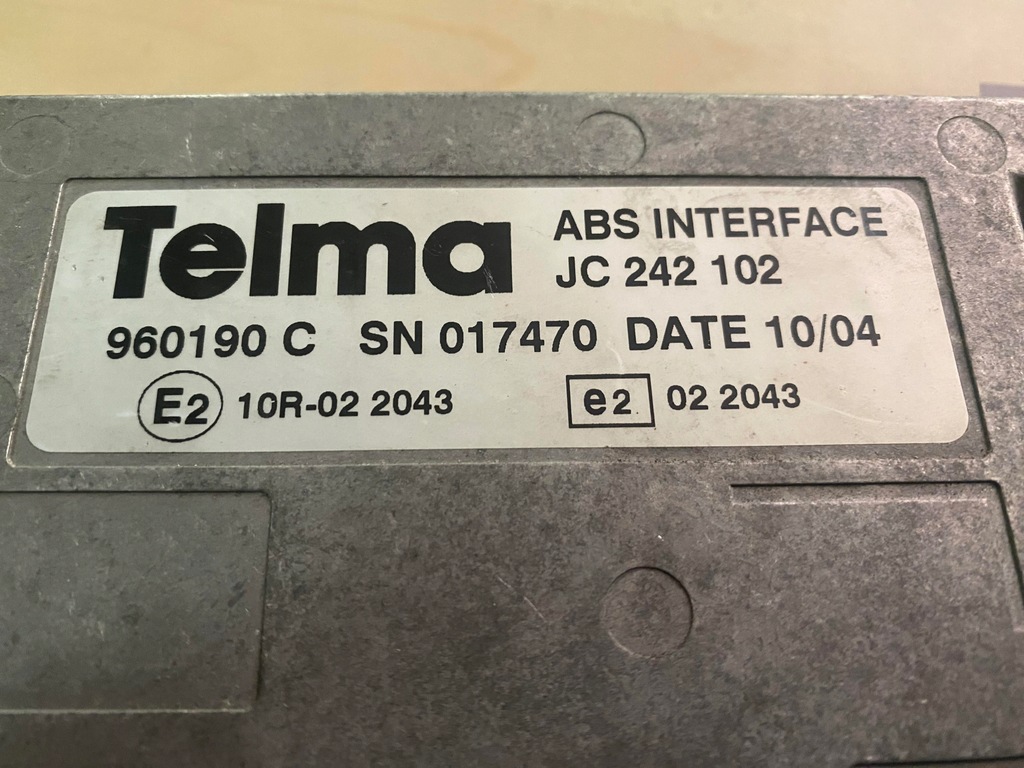 Telma ABS INTERFACE
JC 242 102
960190 C SN 017470 DATE 10/04
E2 10R-02 2043 e2 02 2043